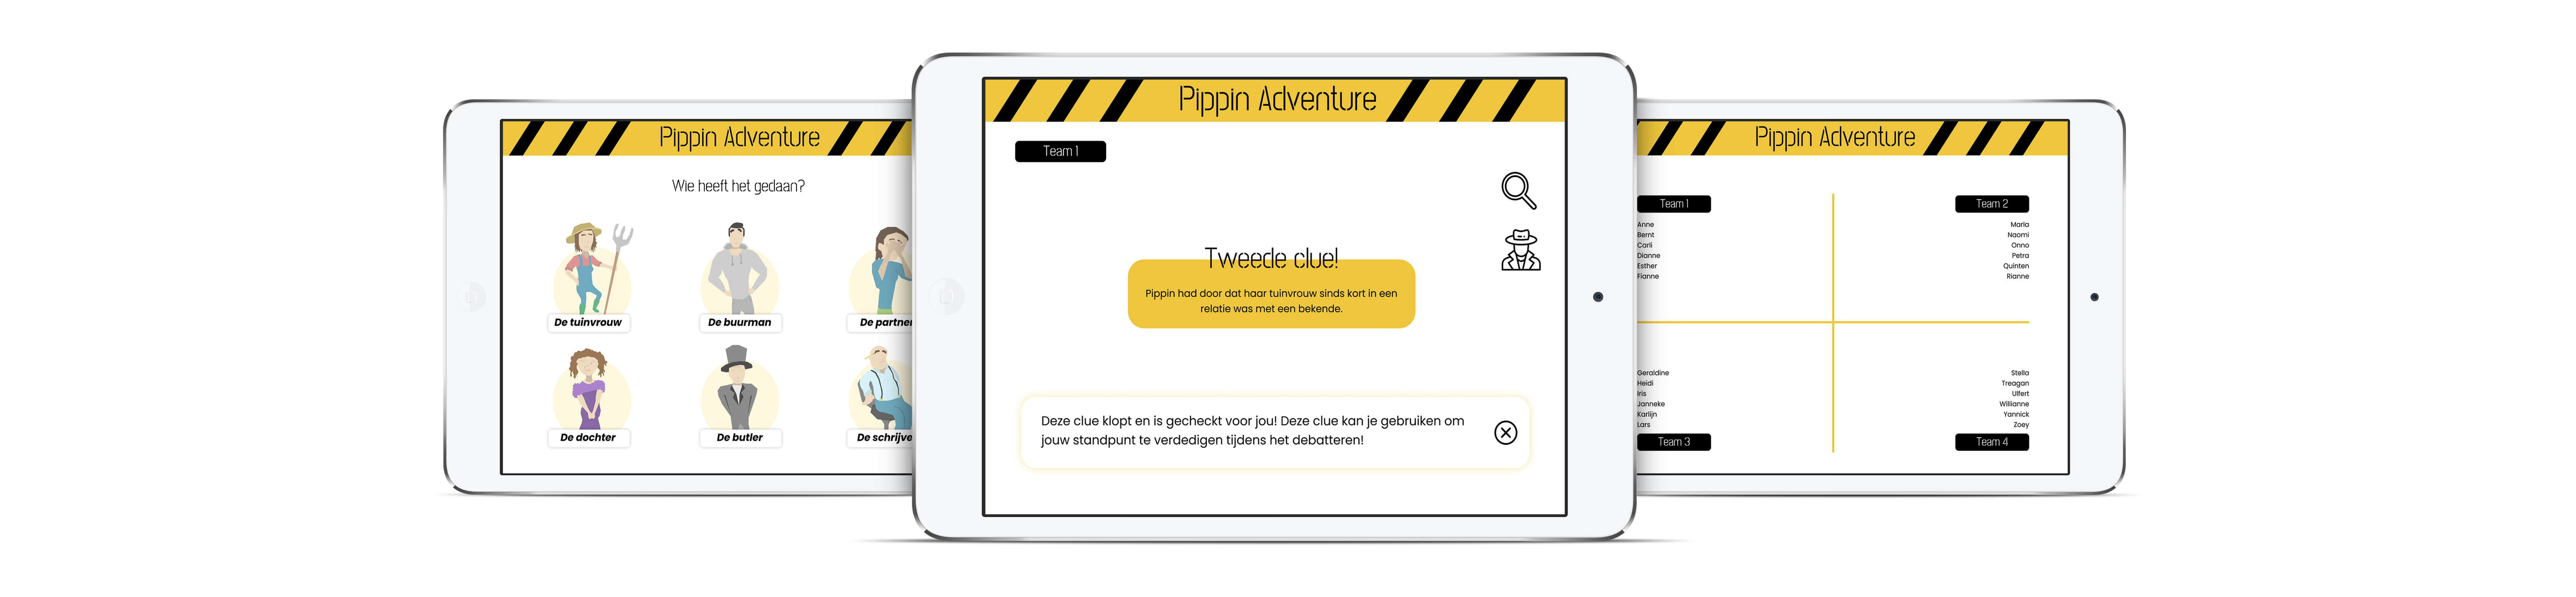 Pippin Adventure
Wie heeft het gedaan?
De tuinvrouw
De buurman
De partner
De dochter
De butler
De schrijve
Pippin Adventure
Team 1
Tweede clue!
Pippin had door dat haar tuinvrouw sinds kort in een
relatie was met een bekende.
Deze clue klopt en is gecheckt voor jou! Deze clue kan je gebruiken om
jouw standpunt te verdedigen tijdens het debatteren!
Pippin Adventure
Team 1
Anne
Bernt
Carli
Dianne
Esther
Fianne
Team 2
Maria
Naomi
Onno
Petra
Quinten
Rianne
Geraldine
Heidi
Iris
Janneke
Karlijn
Lars
Team 3
Stella
Treagan
Ulfert
Willianne
Yannick
Zoey
Team 4